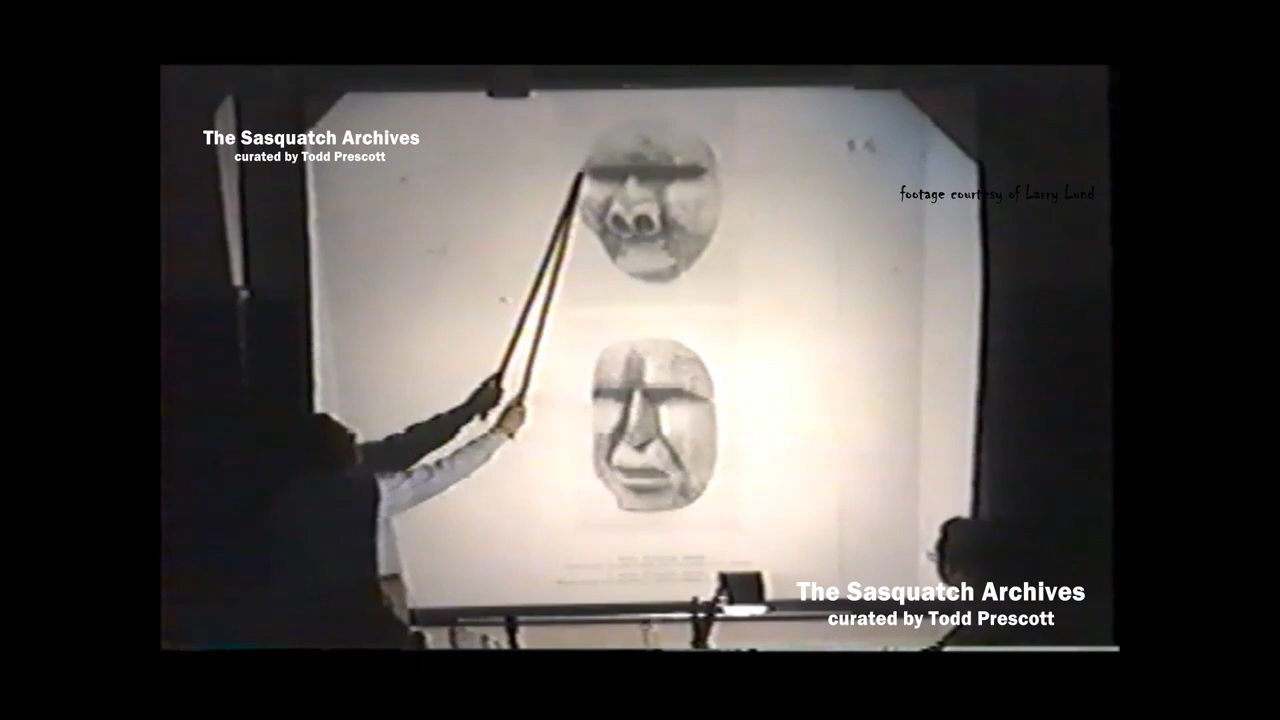 The Sasquatch Archives
curated by Todd Prescott
footage courtesy of Larry Lund
The Sasquatch Archives
curated by Todd Prescott